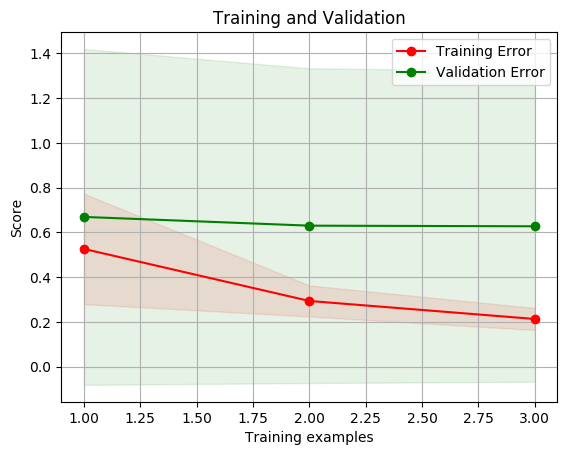 Training and Validation
Training Error
Validation Error
1.4
1.2
1.0
0.8
0.6
0.4
0.2
0.0
Score
1.00 1.25 1.50 1.75 2.00 2.25 2.50 2.75 3.00
Training examples